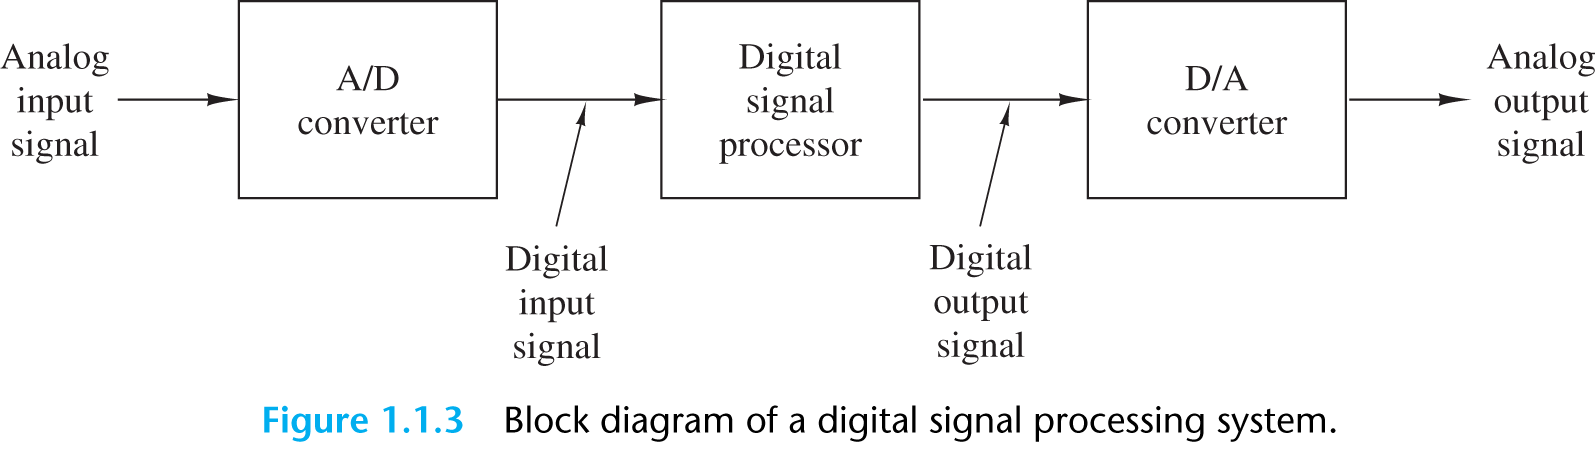 Analog
input
signal
A/D
converter
Digital
input
signal
Digital
signal
processor
Digital
output
signal
D/A
converter
Analog
output
signal
Figure 1.1.3 Block diagram of a digital signal processing system.